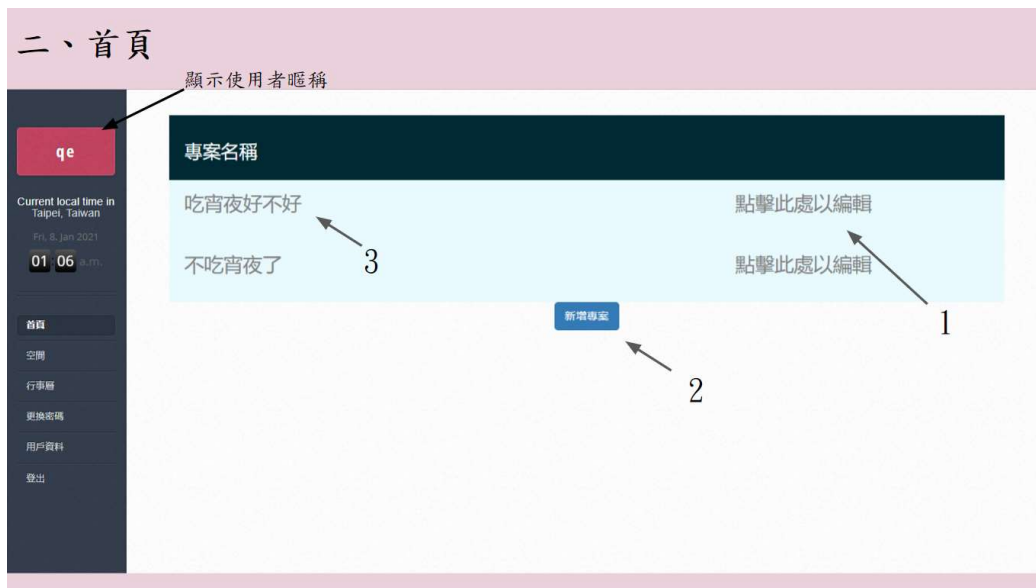 二、首頁
顯示使用者暱稱
qe
Current local time in
Taipei, Taiwan
Fri, 8. Jan 2021
01 06 a.m.
首頁
空間
行事曆
更換密碼
用戶資料
登出
專案名稱
吃宵夜好不好 點擊此處以編輯
3
不吃宵夜了 點擊此處以編輯
1
新增專案
2